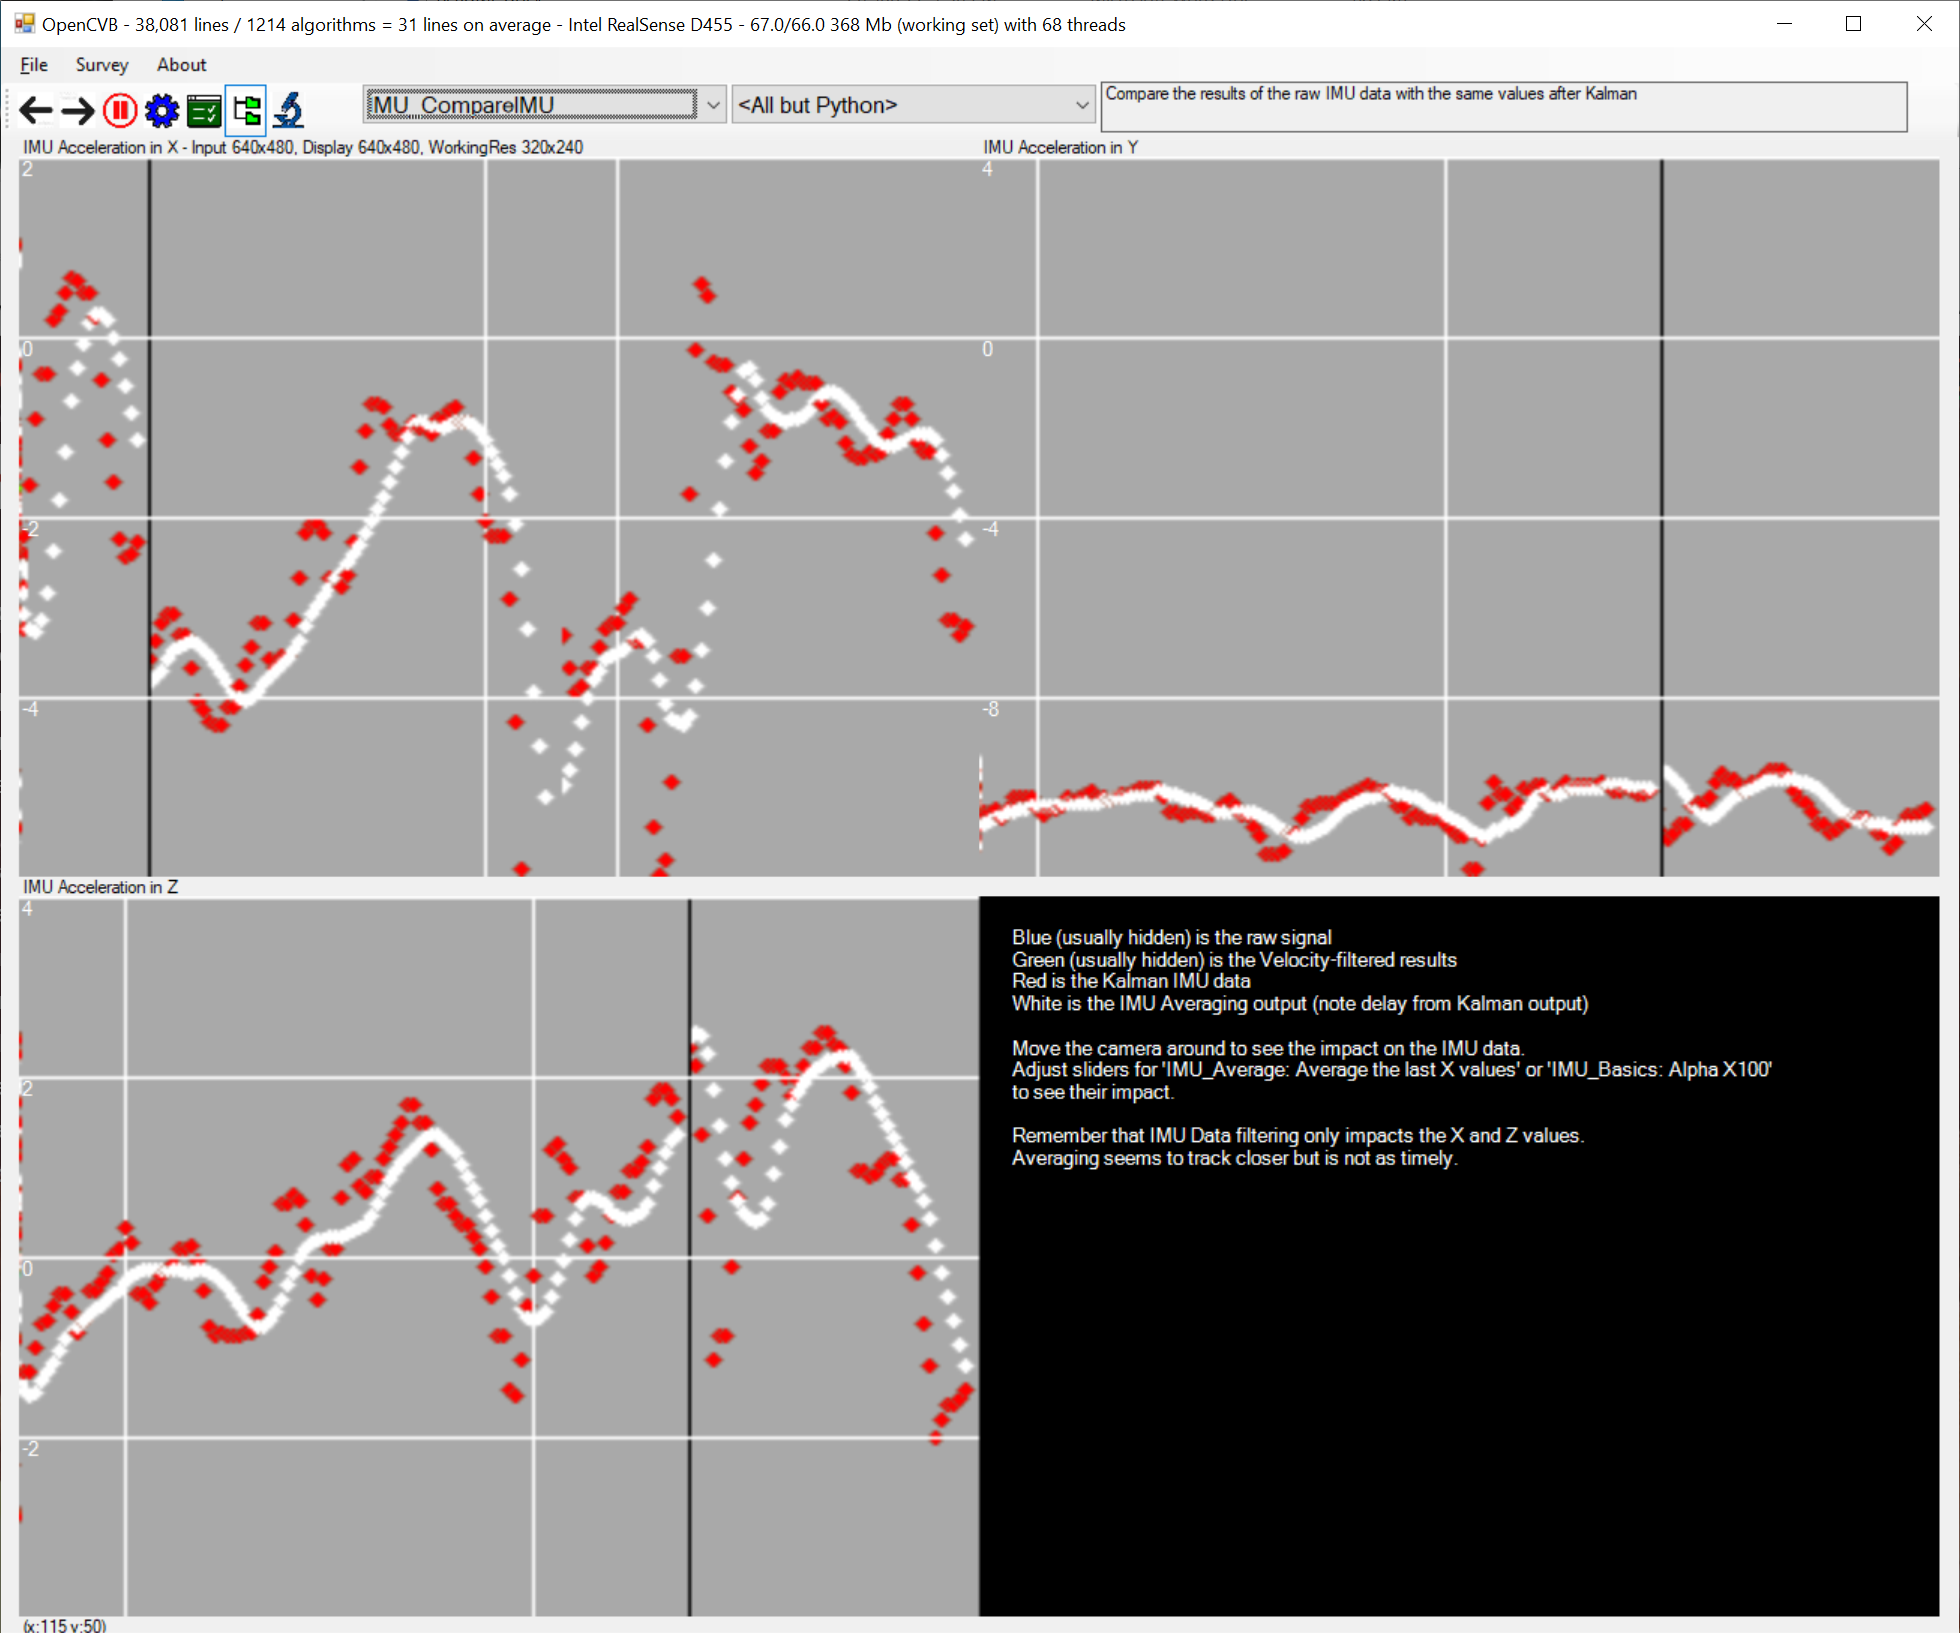 OpenCVB - 38,081 lines / 1214 algorithms = 31 lines on average - Intel RealSense D455 - 67.0/66.0 368 Mb (working set) with 68 threads
File Survey About
MU_CompareIMU <All but Python> Compare the results of the raw IMU data with the same values after Kalman
IMU Acceleration in X - Input 640x480, Display 640x480, WorkingRes 320x240
2
0
-2
-4
IMU Acceleration in Y
4
0
-4
-8
IMU Acceleration in Z
4
2
0
-2
Blue (usually hidden) is the raw signal
Green (usually hidden) is the Velocity-filtered results
Red is the Kalman IMU data
White is the IMU Averaging output (note delay from Kalman output)
Move the camera around to see the impact on the IMU data.
Adjust sliders for 'IMU_Average: Average the last X values' or 'IMU_Basics: Alpha X100'
to see their impact.
Remember that IMU Data filtering only impacts the X and Z values.
Averaging seems to track closer but is not as timely.
(x:115 y:50)